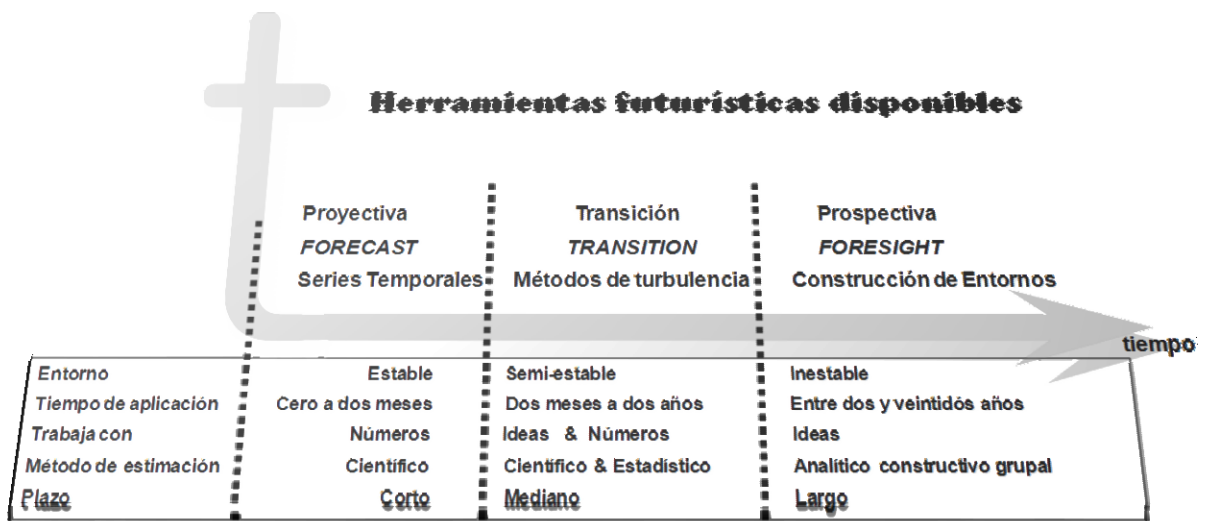 Herramientas futurísticas disponibles
Proyectiva Transición Prospectiva
FORECAST TRANSITION FORESIGHT
Series Temporales Métodos de turbulencia Construcción de Entornos
tiempo
Entorno Estable Semi-estable Inestable
Tiempo de aplicación Cero a dos meses Dos meses a dos años Entre dos y veintidós años
Trabaja con Números Ideas & Números Ideas
Método de estimación Científico Científico & Estadístico Analítico constructivo grupal
Plazo Corto Mediano Largo